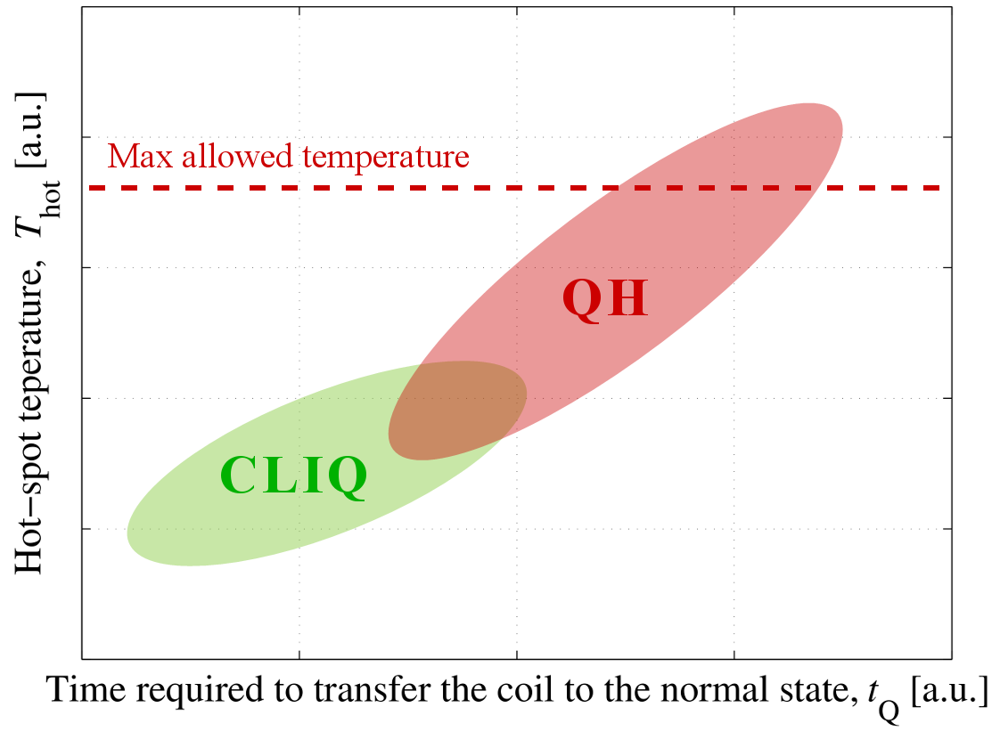 Hot−spot teperature, T_hot [a.u.]
Max allowed temperature
QH
CLIQ
Time required to transfer the coil to the normal state, t_Q [a.u.]